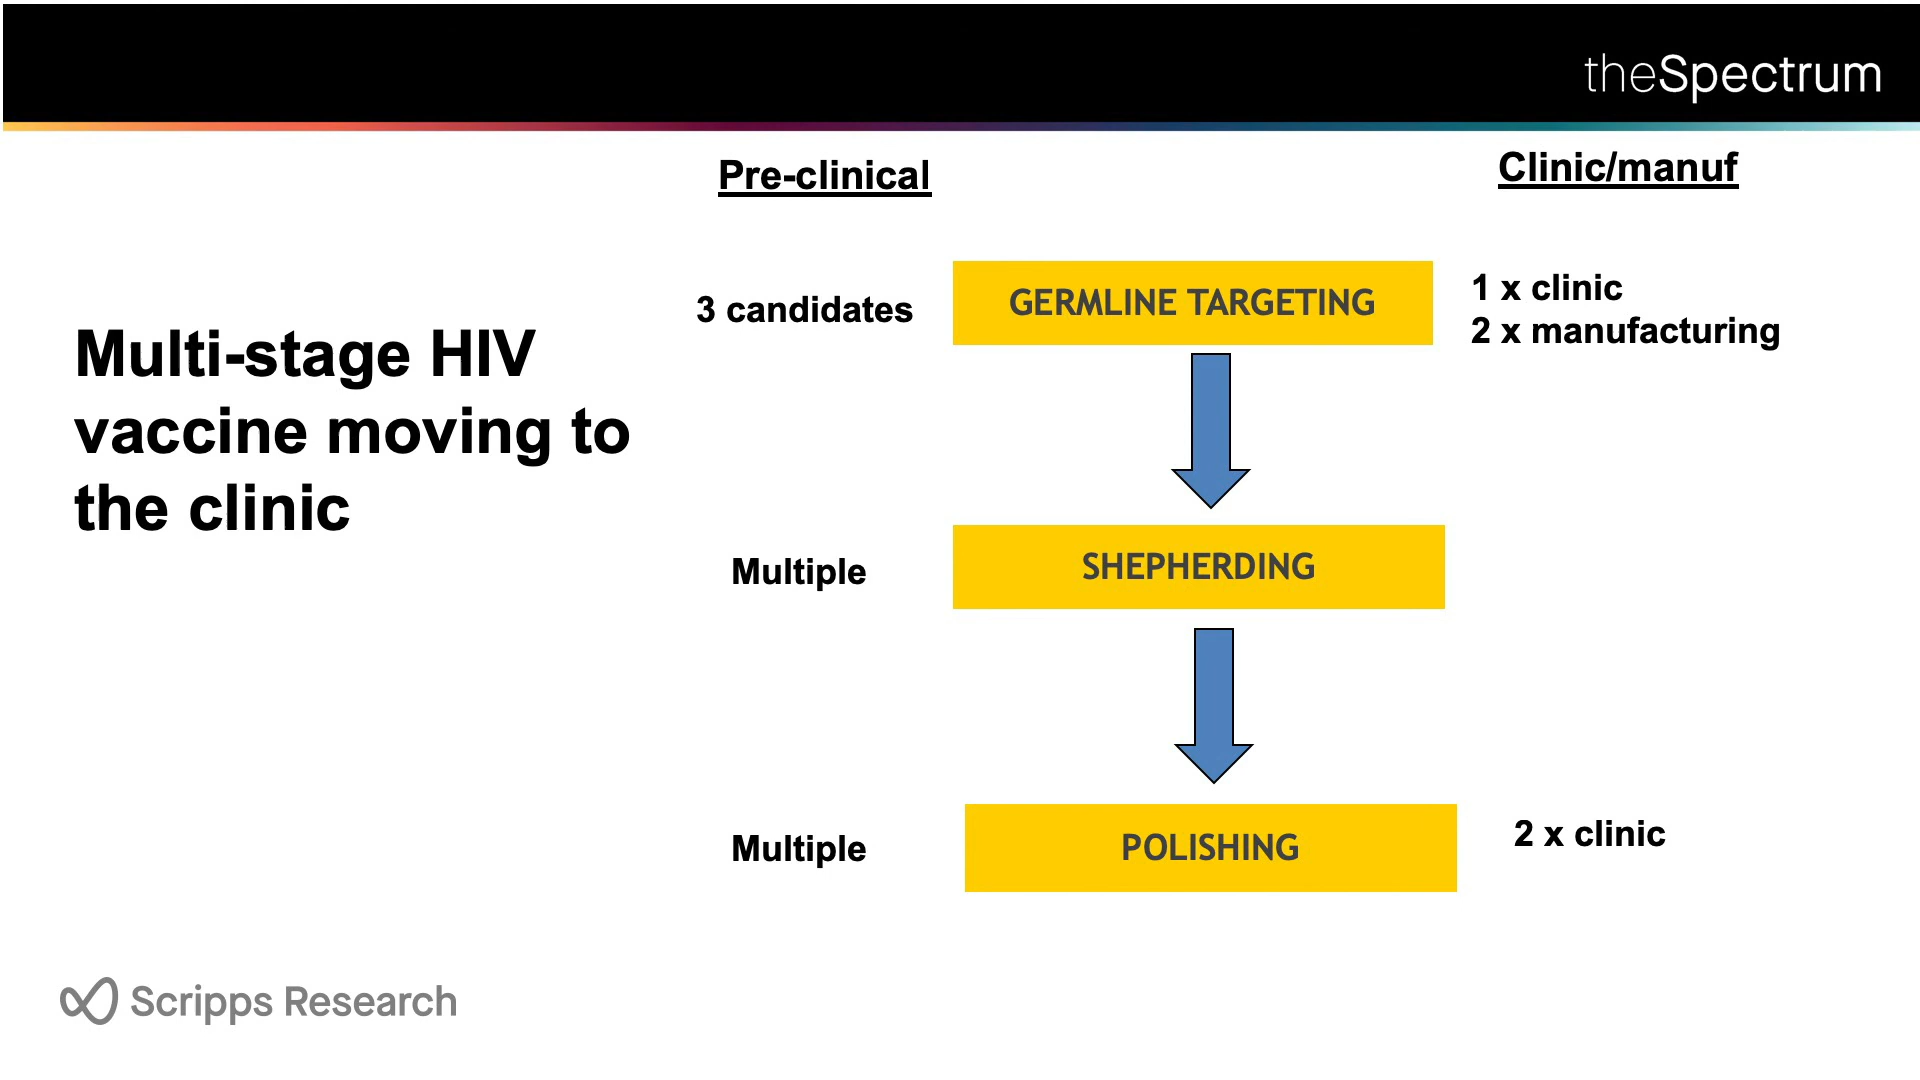 theSpectrum
Pre-clinical
Clinic/manuf
Multi-stage HIV
vaccine moving to
the clinic
3 candidates
GERMLINE TARGETING
1 x clinic
2 x manufacturing
Multiple
SHEPHERDING
Multiple
POLISHING
2 x clinic
Scripps Research